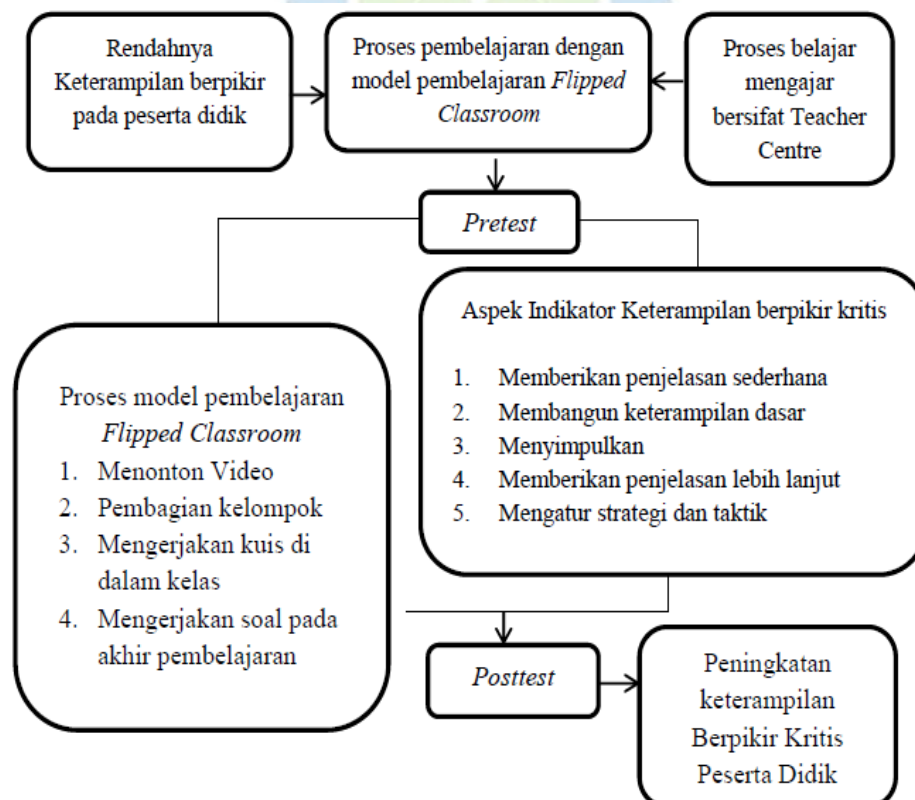 Rendahnya
Keterampilan berpikir
pada peserta didik
Proses pembelajaran dengan
model pembelajaran Flipped
Classroom
Proses belajar
mengajar
bersifat Teacher
Centre
Pretest
Proses model pembelajaran
Flipped Classroom
1. Menonton Video
2. Pembagian kelompok
3. Mengerjakan kuis di
dalam kelas
4. Mengerjakan soal pada
akhir pembelajaran
Aspek Indikator Keterampilan berpikir kritis
1. Memberikan penjelasan sederhana
2. Membangun keterampilan dasar
3. Menyimpulkan
4. Memberikan penjelasan lebih lanjut
5. Mengatur strategi dan taktik
Posttest
Peningkatan
keterampilan
Berpikir Kritis
Peserta Didik